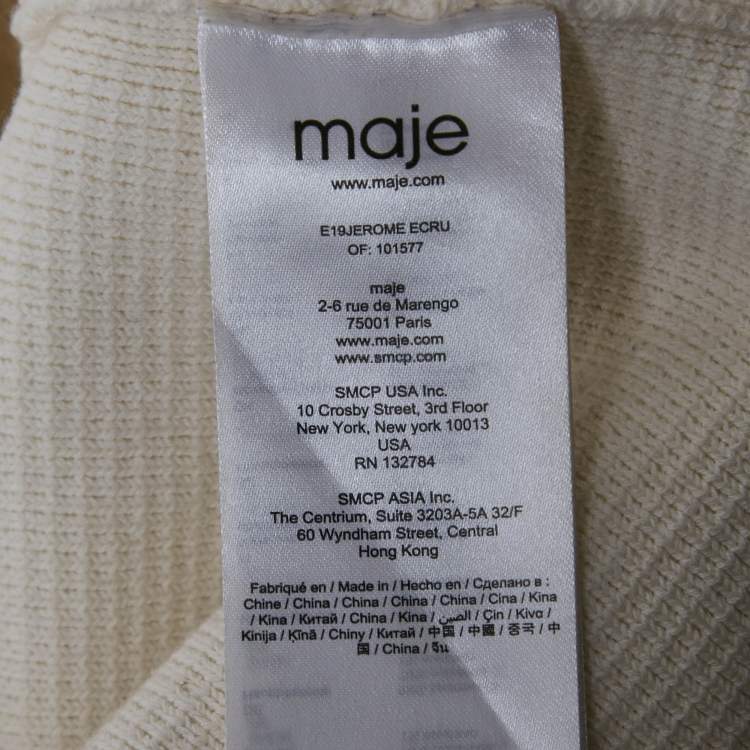 maje
www.maje.com
E19JEROME ECRU
OF: 101577
maje
2-6 rue de Marengo
75001 Paris
www.maje.com
www.smcp.com
SMCP USA Inc.
10 Crosby Street, 3rd Floor
New York, New york 10013
USA
RN 132784
SMCP ASIA Inc.
The Centrium, Suite 3203A-5A 32/F
60 Wyndham Street, Central
Hong Kong
Fabriqué en / Made in / Hecho en / Сделано в :
Chine / China / China / China / China / Cina / Kina
/ Kina / Китай / China / Kina / الصين / Çin / Κινα /
Kinija / Ķīnā / Chiny / Китай / 中国 / 中國 / 중국 / 中
国 / China / จีน